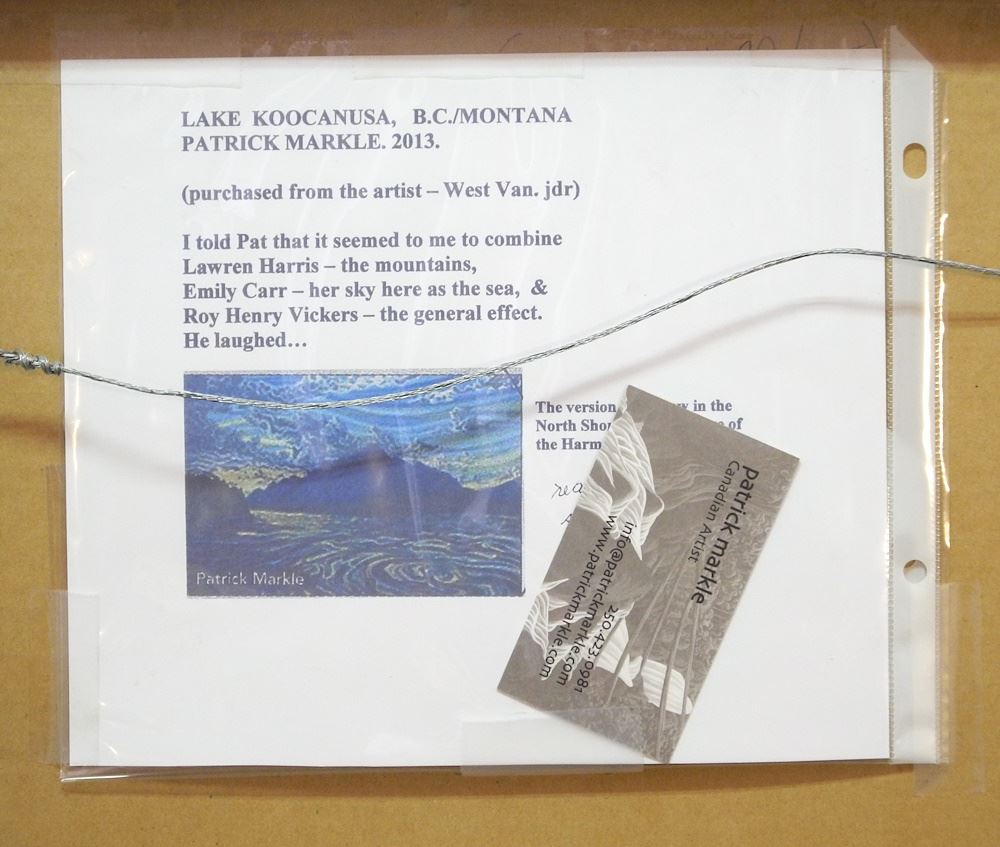 LAKE KOOCANUSA, B.C./MONTANA
PATRICK MARKLE. 2013.
(purchased from the artist – West Van. jdr)
I told Pat that it seemed to me to combine
Lawren Harris – the mountains,
Emily Carr – her sky here as the sea, &
Roy Henry Vickers – the general effect.
He laughed…
Patrick Markle
The version in the
North of
the
patrick markle
Canadian Artist
250.423.0981
info@patrickmarkle.com
www.patrickmarkle.com